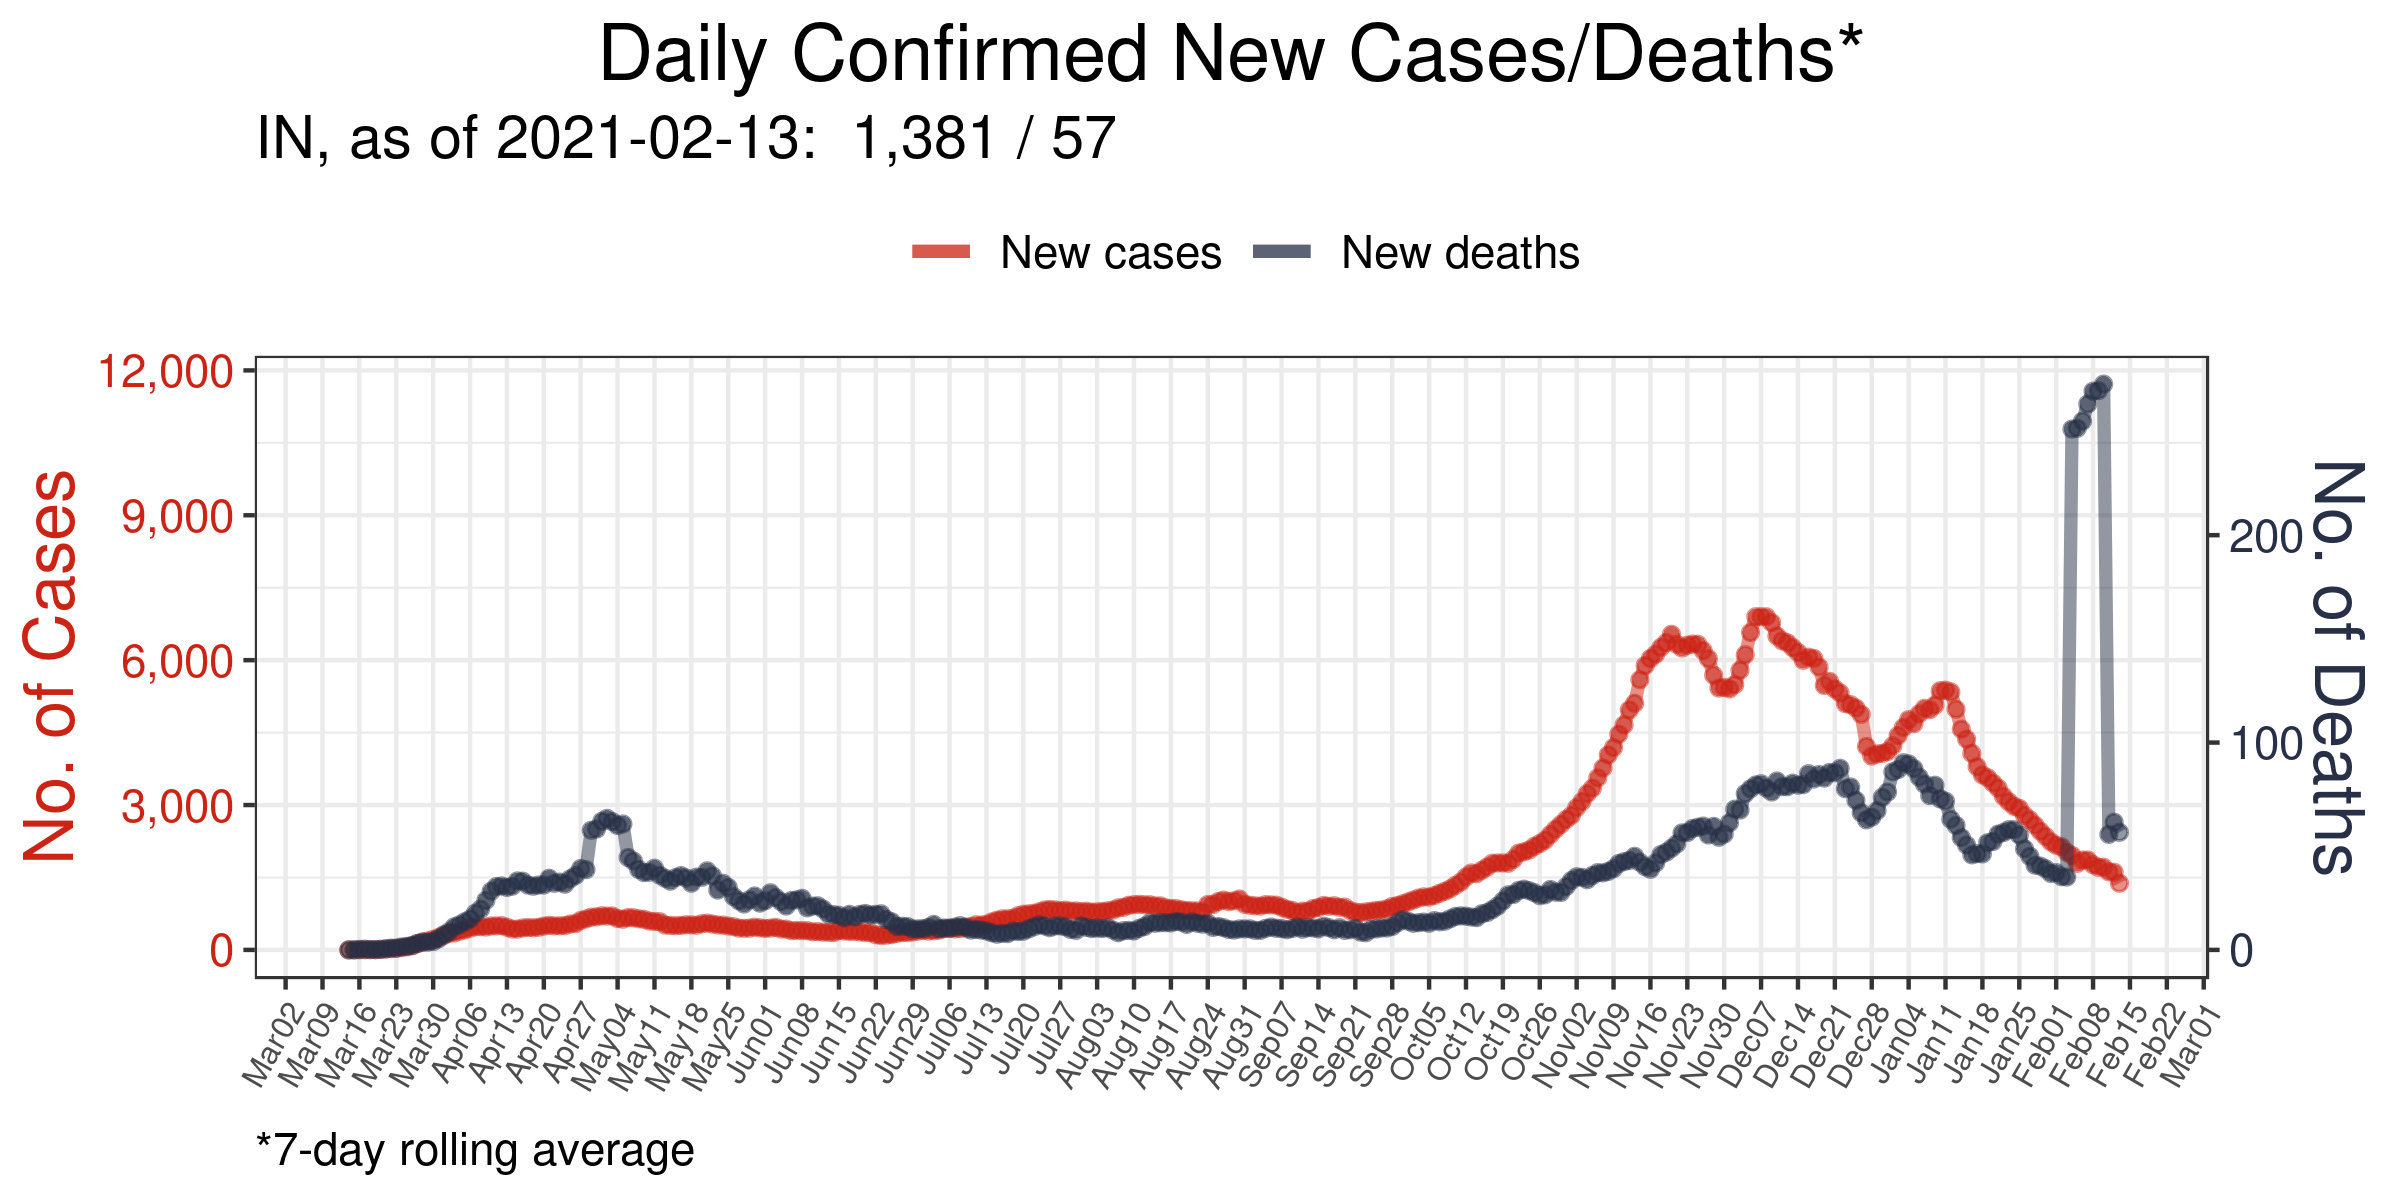 Daily Confirmed New Cases/Deaths*
IN, as of 2021-02-13:  1,381 / 57
New cases
New deaths
No. of Cases
12,000
9,000
6,000
3,000
0
No. of Deaths
200
100
0
Mar02
Mar09
Mar16
Mar23
Mar30
Apr06
Apr13
Apr20
Apr27
May04
May11
May18
May25
Jun01
Jun08
Jun15
Jun22
Jun29
Jul06
Jul13
Jul20
Jul27
Aug03
Aug10
Aug17
Aug24
Aug31
Sep07
Sep14
Sep21
Sep28
Oct05
Oct12
Oct19
Oct26
Nov02
Nov09
Nov16
Nov23
Nov30
Dec07
Dec14
Dec21
Dec28
Jan04
Jan11
Jan18
Jan25
Feb01
Feb08
Feb15
Feb22
Mar01
*7-day rolling average